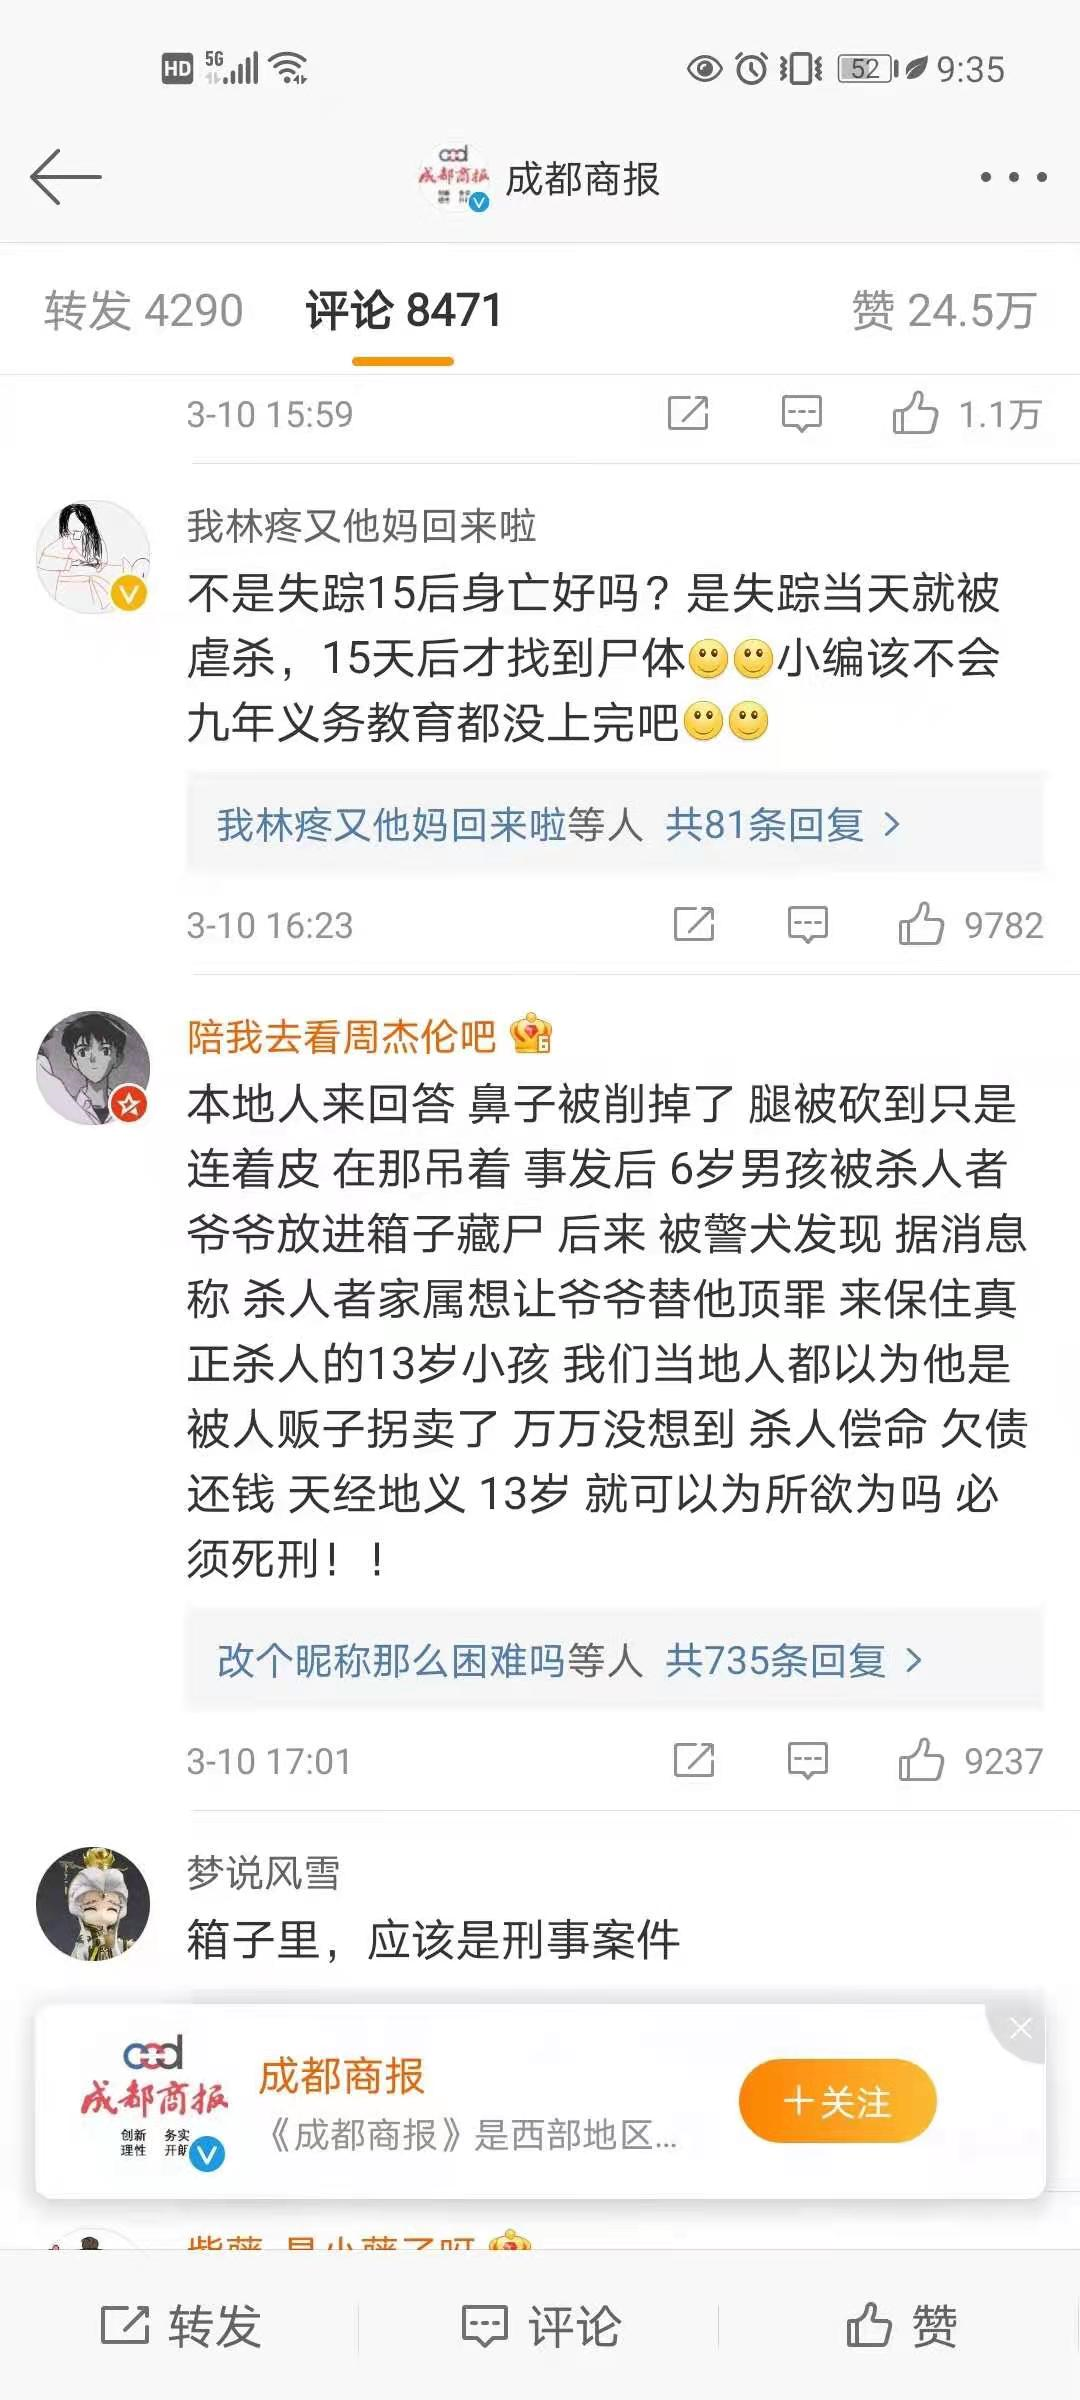 HD 5G 52 9:35
成都商报
转发 4290 评论 8471 赞 24.5万
3-10 15:59 1.1万
我林疼又他妈回来啦
不是失踪15后身亡好吗？是失踪当天就被
虐杀，15天后才找到尸体小编该不会
九年义务教育都没上完吧
我林疼又他妈回来啦等人 共81条回复 >
3-10 16:23 9782
陪我去看周杰伦吧
本地人来回答 鼻子被削掉了 腿被砍到只是
连着皮 在那吊着 事发后 6岁男孩被杀人者
爷爷放进箱子藏尸 后来 被警犬发现 据消息
称 杀人者家属想让爷爷替他顶罪 来保住真
正杀人的13岁小孩 我们当地人都以为他是
被人贩子拐卖了 万万没想到 杀人偿命 欠债
还钱 天经地义 13岁 就可以为所欲为吗 必
须死刑！！
改个昵称那么困难吗等人 共735条回复 >
3-10 17:01 9237
梦说风雪
箱子里，应该是刑事案件
成都商报
创新 务实
理性 开朗
成都商报
《成都商报》是西部地区...
+关注
转发 评论 赞